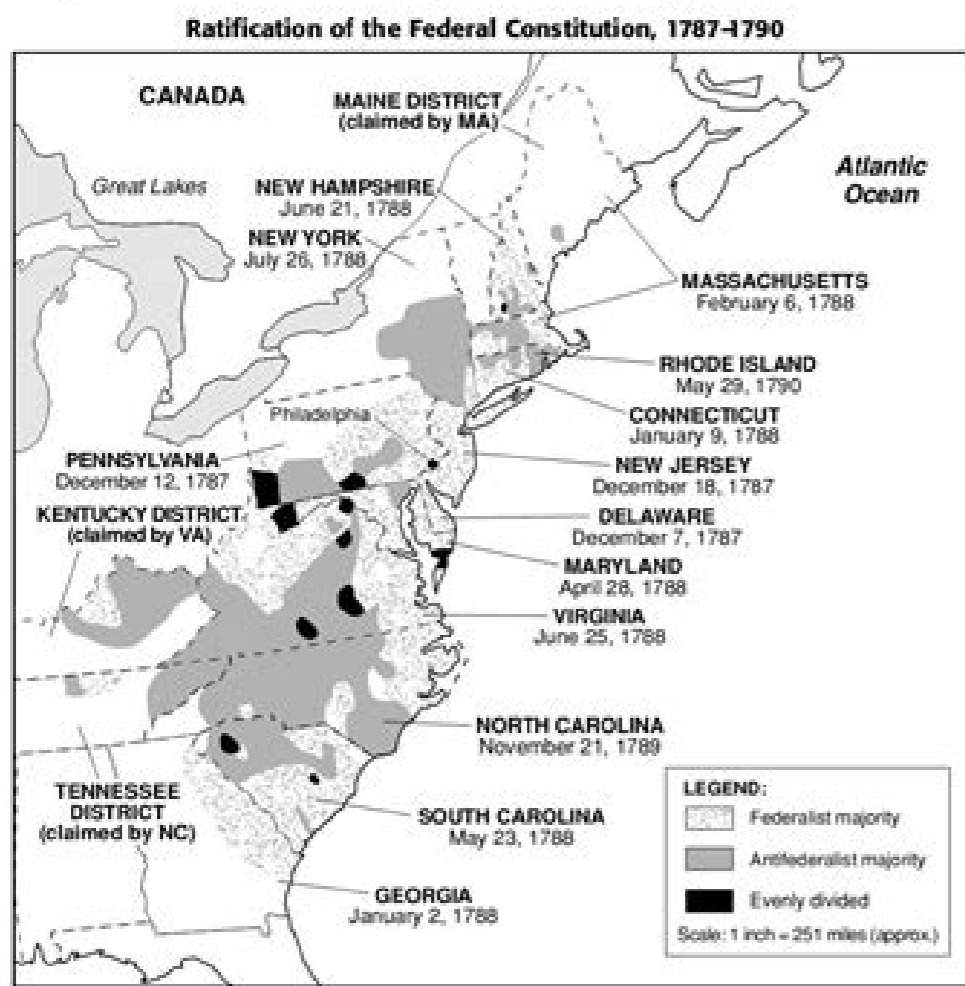 Ratification of the Federal Constitution, 1787-1790
CANADA
MAINE DISTRICT
(claimed by MA)
Great Lakes
Atlantic
Ocean
NEW HAMPSHIRE
June 21, 1788
NEW YORK
July 26, 1788
MASSACHUSETTS
February 6, 1788
RHODE ISLAND
May 29, 1790
Philadelphia
CONNECTICUT
January 9, 1788
PENNSYLVANIA
December 12, 1787
NEW JERSEY
December 18, 1787
KENTUCKY DISTRICT
(claimed by VA)
DELAWARE
December 7, 1787
MARYLAND
April 28, 1788
VIRGINIA
June 25, 1788
NORTH CAROLINA
November 21, 1789
TENNESSEE
DISTRICT
(claimed by NC)
SOUTH CAROLINA
May 23, 1788
GEORGIA
January 2, 1788
LEGEND:
Federalist majority
Antifederalist majority
Evenly divided
Scale: 1 inch = 251 miles (approx.)